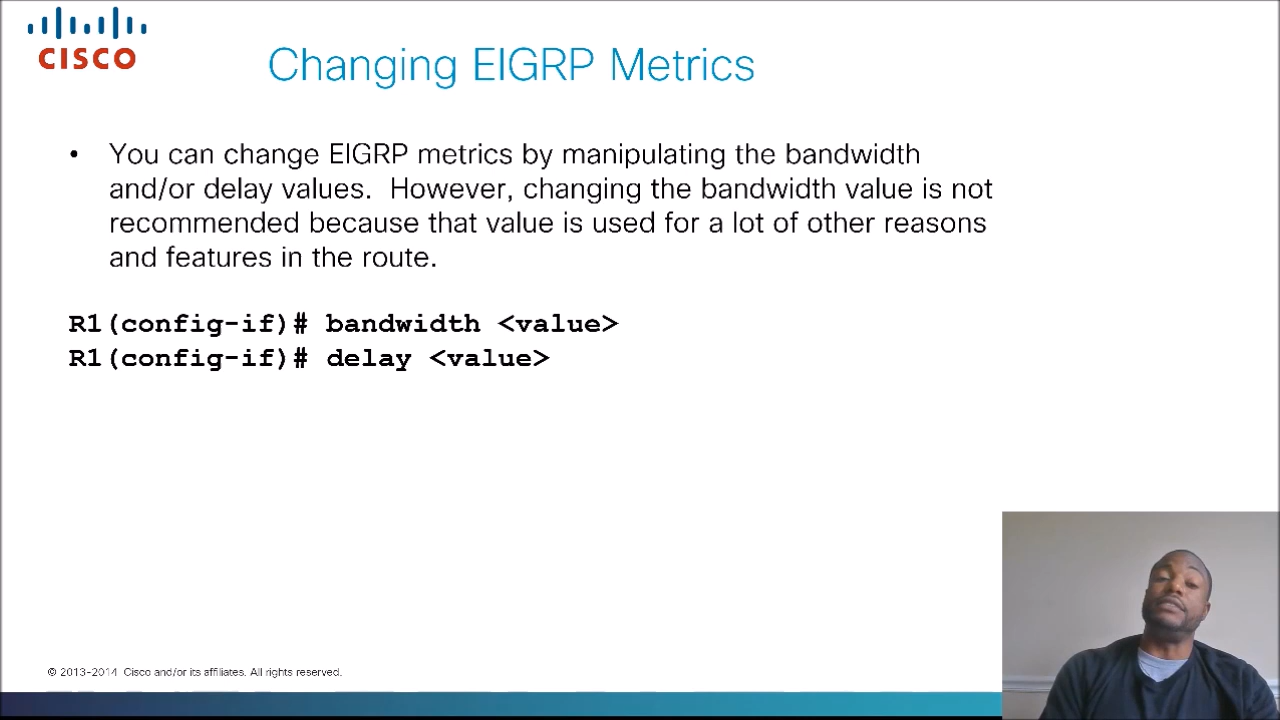 CISCO
Changing EIGRP Metrics
• You can change EIGRP metrics by manipulating the bandwidth
and/or delay values. However, changing the bandwidth value is not
recommended because that value is used for a lot of other reasons
and features in the route.
R1(config-if)# bandwidth <value>
R1(config-if)# delay <value>
© 2013-2014 Cisco and/or its affiliates. All rights reserved.